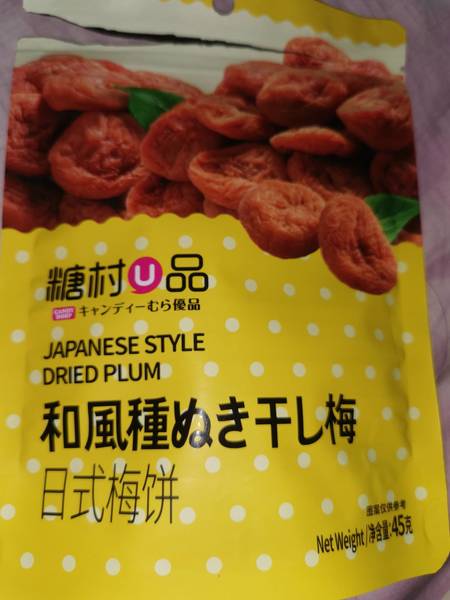 糖村U品
CANDY SHOP キャンディーむら優品
JAPANESE STYLE
DRIED PLUM
和風種ぬき干し梅
日式梅饼
图案仅供参考
Net Weight/净含量:45克